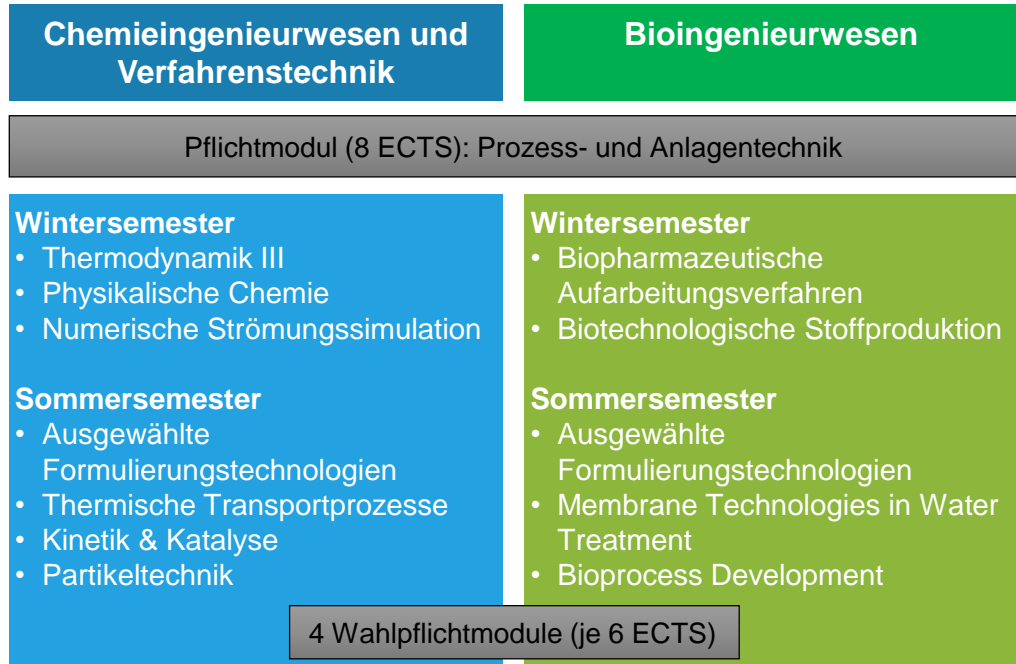 Chemieingenieurwesen und
Verfahrenstechnik
Bioingenieurwesen
Pflichtmodul (8 ECTS): Prozess- und Anlagentechnik
Wintersemester
• Thermodynamik III
• Physikalische Chemie
• Numerische Strömungssimulation
Sommersemester
• Ausgewählte
Formulierungstechnologien
• Thermische Transportprozesse
• Kinetik & Katalyse
• Partikeltechnik
Wintersemester
• Biopharmazeutische
Aufarbeitungsverfahren
• Biotechnologische Stoffproduktion
Sommersemester
• Ausgewählte
Formulierungstechnologien
• Membrane Technologies in Water
Treatment
• Bioprocess Development
4 Wahlpflichtmodule (je 6 ECTS)